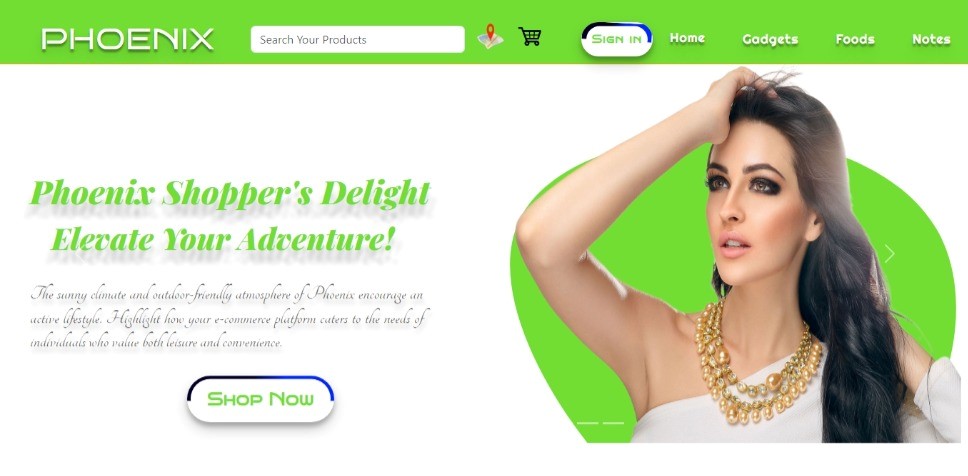 PHOENIX
Search Your Products
Sign in
Home
Gadgets
Foods
Notes
Phoenix Shopper's Delight
Elevate Your Adventure!
The sunny climate and outdoor-friendly atmosphere of Phoenix encourage an
active lifestyle. Highlight how your e-commerce platform caters to the needs of
individuals who value both leisure and convenience.
Shop Now